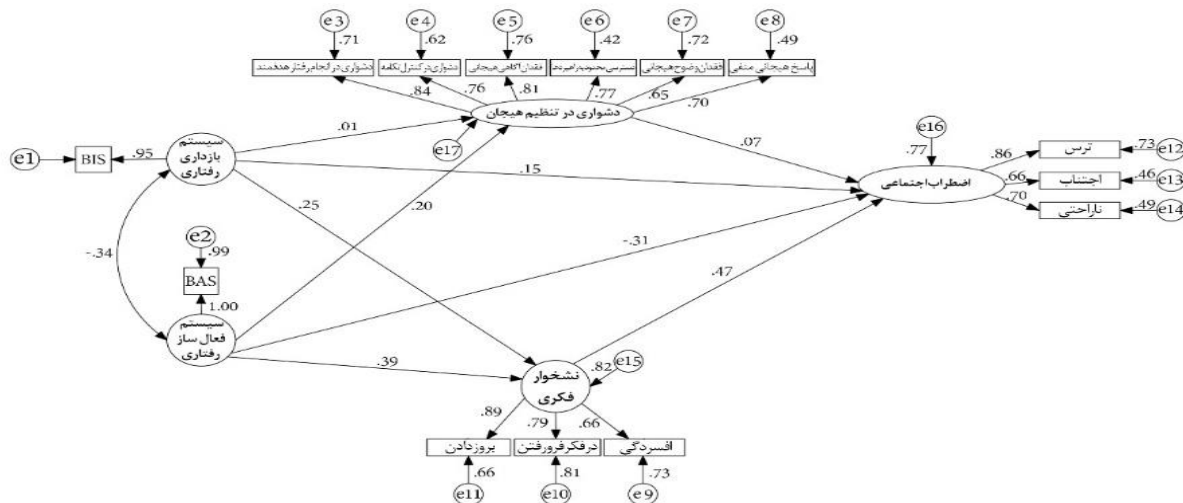 e3 e4 e5 e6 e7 e8
.71 .62 .76 .42 .72 .49
دشواری در انجام رفتار هدفمند
دشواری در کنترل تکانه
فقدان آگاهی هیجانی
فقدان وضوح هیجانی
پاسخ هیجانی منفی
.84 .76 .81 .77 .65 .70
دشواری در تنظیم هیجان
e17
.01
.07
e1
BIS
.95
سیستم
بازداری
رفتاری
.15
.25
.20
-.34
-.31
.47
e16
.77
اضطراب اجتماعی
.86
ترس
.73
e12
.66
اجتناب
.46
e13
.70
ناراحتی
.49
e14
e2
.99
BAS
1.00
سیستم
فعال ساز
رفتاری
.39
.82
e15
نشخوار
فکری
.89 .79 .66
بروزدادن
درفکرفرورفتن
افسردگی
.66 .81 .73
e11 e10 e9